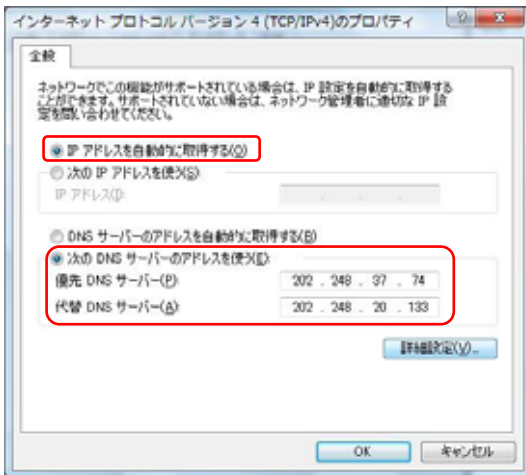 インターネット プロトコル バージョン 4 (TCP/IPv4)のプロパティ
全般
ネットワークでこの機能がサポートされている場合は、IP 設定を自動的に取得する
ことができます。サポートされていない場合は、ネットワーク管理者に適切な IP 設
定を問い合わせてください。
IP アドレスを自動的に取得する(O)
次の IP アドレスを使う(S)
IP アドレス(I):
DNS サーバーのアドレスを自動的に取得する(B)
次の DNS サーバーのアドレスを使う(E):
優先 DNS サーバー(P): 202 . 248 . 37 . 74
代替 DNS サーバー(A): 202 . 248 . 20 . 133
詳細設定(V)...
OK キャンセル